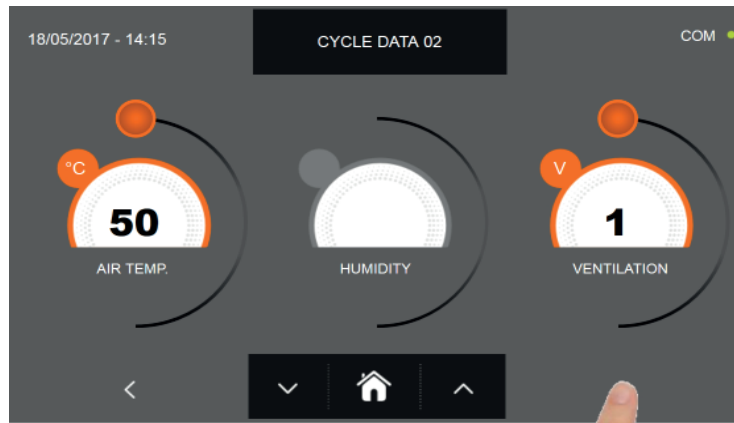 18/05/2017 - 14:15
CYCLE DATA 02
COM
°C
50
AIR TEMP.
HUMIDITY
V
1
VENTILATION